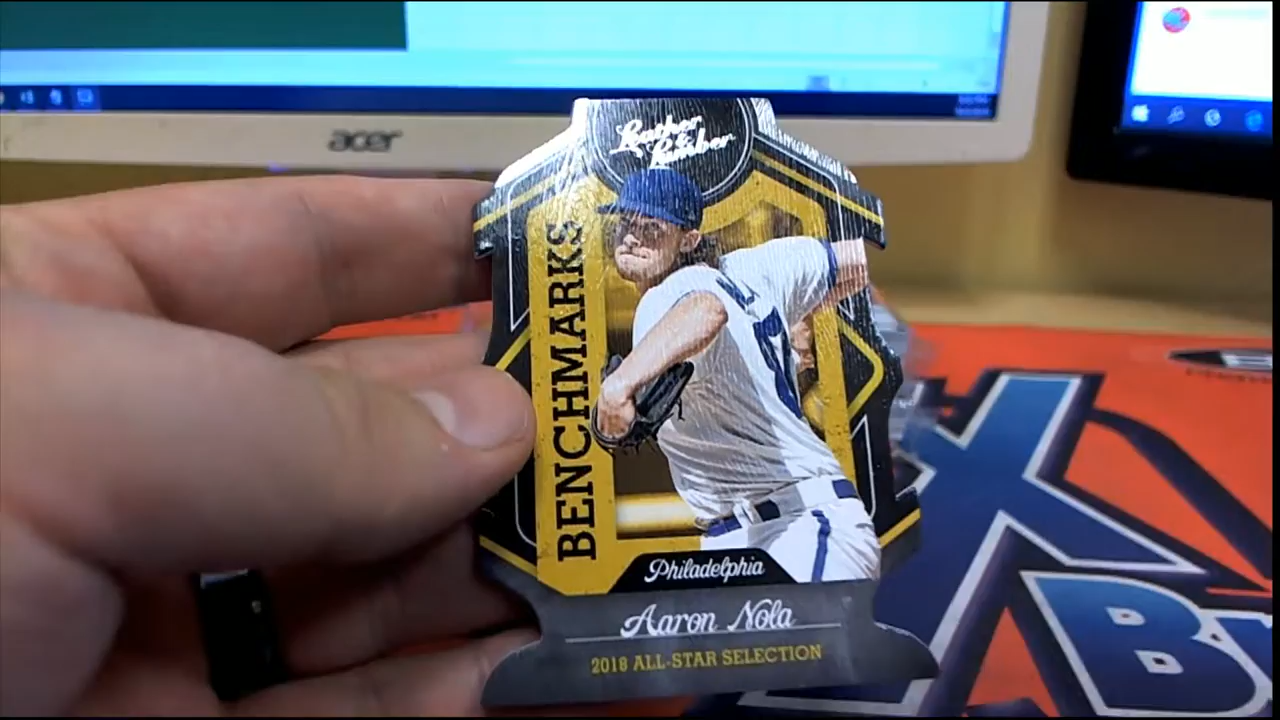 acer
Leather
&
Lumber
BENCHMARKS
Philadelphia
Aaron Nola
2018 ALL-STAR SELECTION
X
B